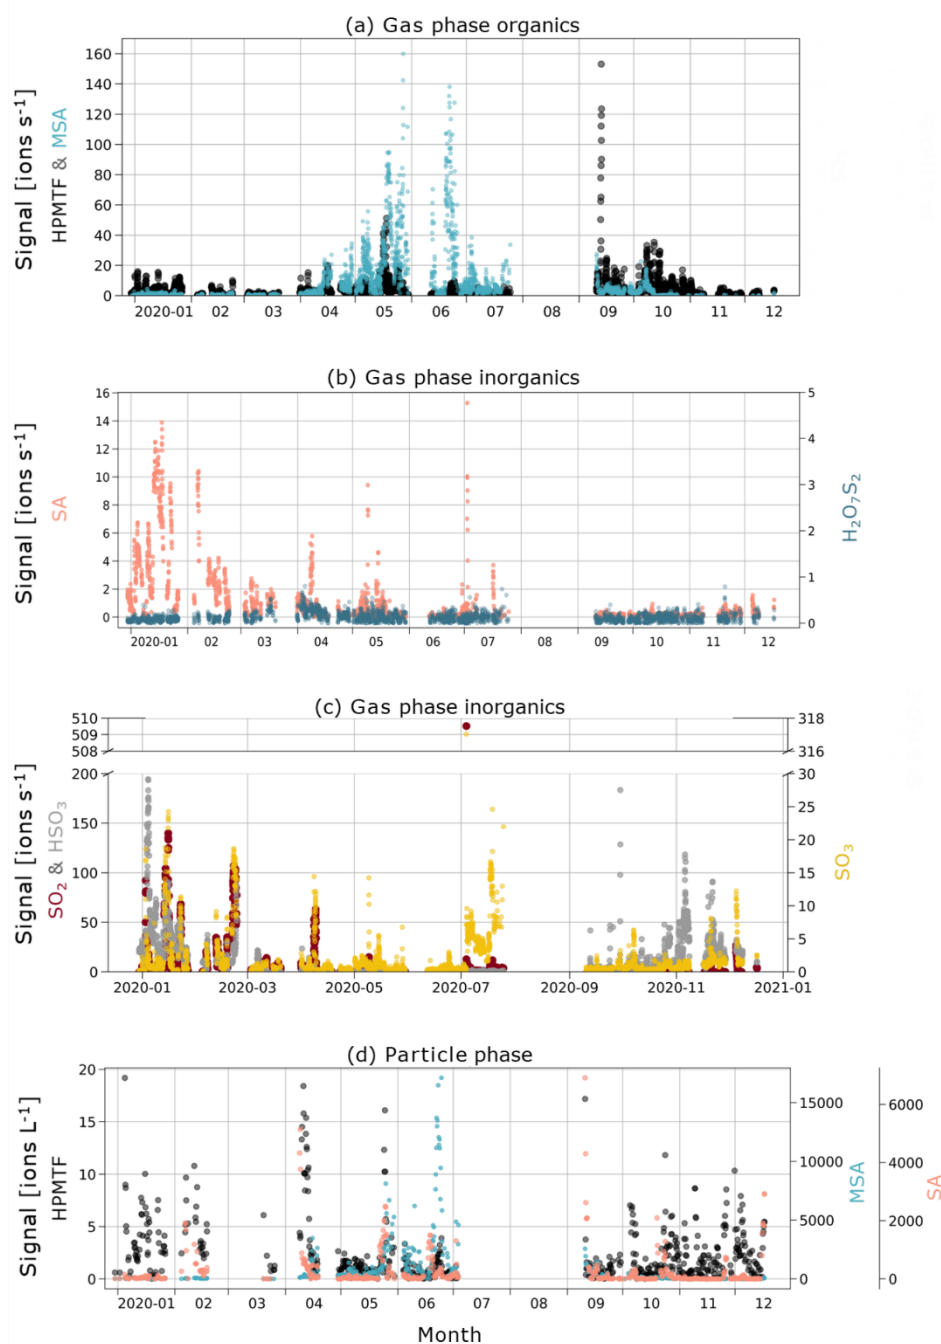 (a) Gas phase organics
Signal [ions s⁻¹]
HPMTF & MSA
160
140
120
100
80
60
40
20
0
2020-01 02 03 04 05 06 07 08 09 10 11 12
(b) Gas phase inorganics
Signal [ions s⁻¹]
SA
16
14
12
10
8
6
4
2
0
5
4
3
2
1
0
H₂O₇S₂
2020-01 02 03 04 05 06 07 08 09 10 11 12
(c) Gas phase inorganics
Signal [ions s⁻¹]
SO₂ & HSO₃
510
509
508
200
150
100
50
0
318
316
30
25
20
15
10
5
0
SO₃
2020-01 2020-03 2020-05 2020-07 2020-09 2020-11 2021-01
(d) Particle phase
Signal [ions L⁻¹]
HPMTF
20
15
10
5
0
15000
10000
5000
0
MSA
6000
4000
2000
0
SA
2020-01 02 03 04 05 06 07 08 09 10 11 12
Month